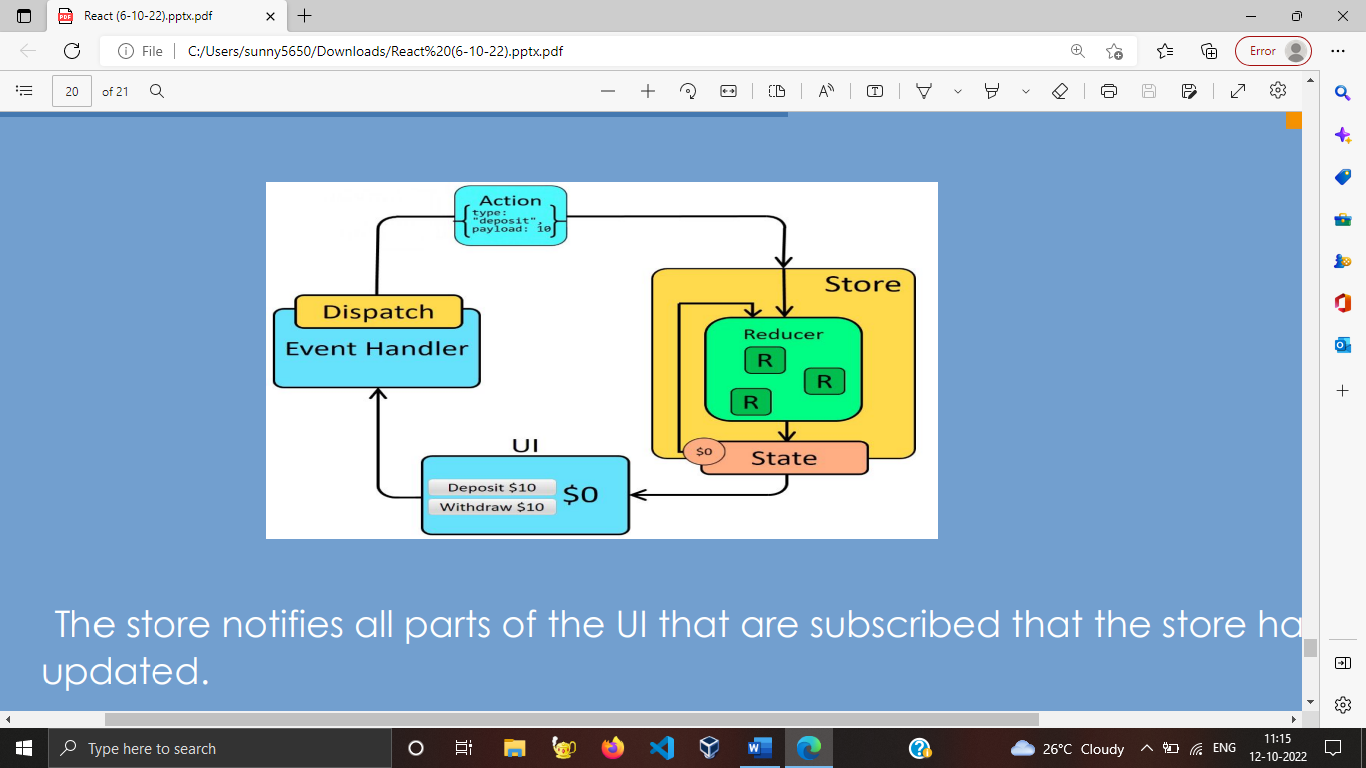 React (6-10-22).pptx.pdf
File
C:/Users/sunny5650/Downloads/React%20(6-10-22).pptx.pdf
Error
20 of 21
Action
type:
"deposit",
payload: 10
Store
Dispatch
Event Handler
Reducer
R
R
R
$0
State
UI
Deposit $10
$0
Withdraw $10
The store notifies all parts of the UI that are subscribed that the store ha
updated.
Type here to search
26°C Cloudy
ENG
11:15
12-10-2022